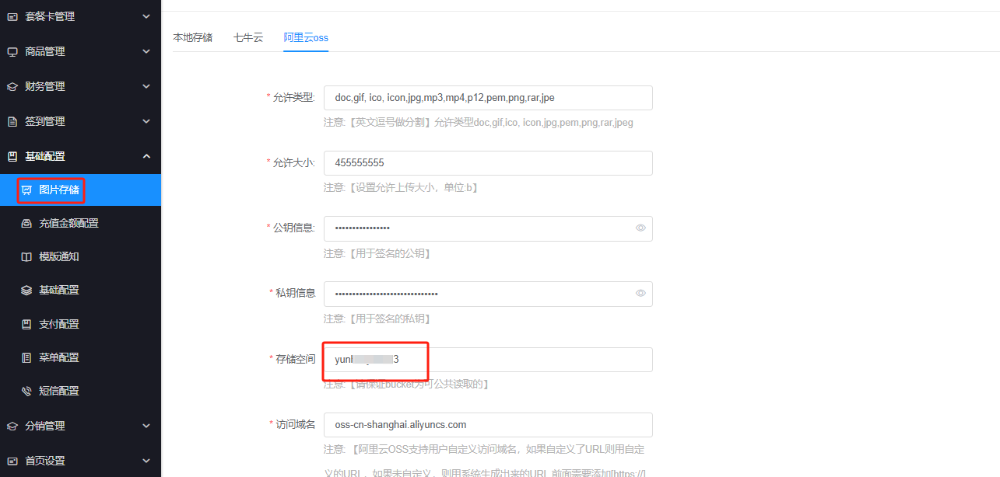 套餐卡管理
商品管理
财务管理
签到管理
基础配置
图片存储
充值金额配置
模版通知
基础配置
支付配置
菜单配置
短信配置
分销管理
首页设置
本地存储 七牛云 阿里云oss
* 允许类型: doc,gif, ico, icon,jpg,mp3,mp4,p12,pem,png,rar,jpe
注意:【英文逗号做分割】允许类型doc,gif,ico, icon,jpg,pem,png,rar,jpeg
* 允许大小: 455555555
注意:【设置允许上传大小，单位:b】
* 公钥信息: ••••••••••••••••
注意:【用于签名的公钥】
* 私钥信息 ••••••••••••••••••••••••••••••
注意:【用于签名的私钥】
* 存储空间 yunl 3
注意:【请保证bucket为可公共读取的】
* 访问域名 oss-cn-shanghai.aliyuncs.com
注意: 【阿里云OSS支持用户自定义访问域名，如果自定义了URL则用自定
义的URL，如果未自定义，则用系统生成出来的URL 前面需要添加[https://]